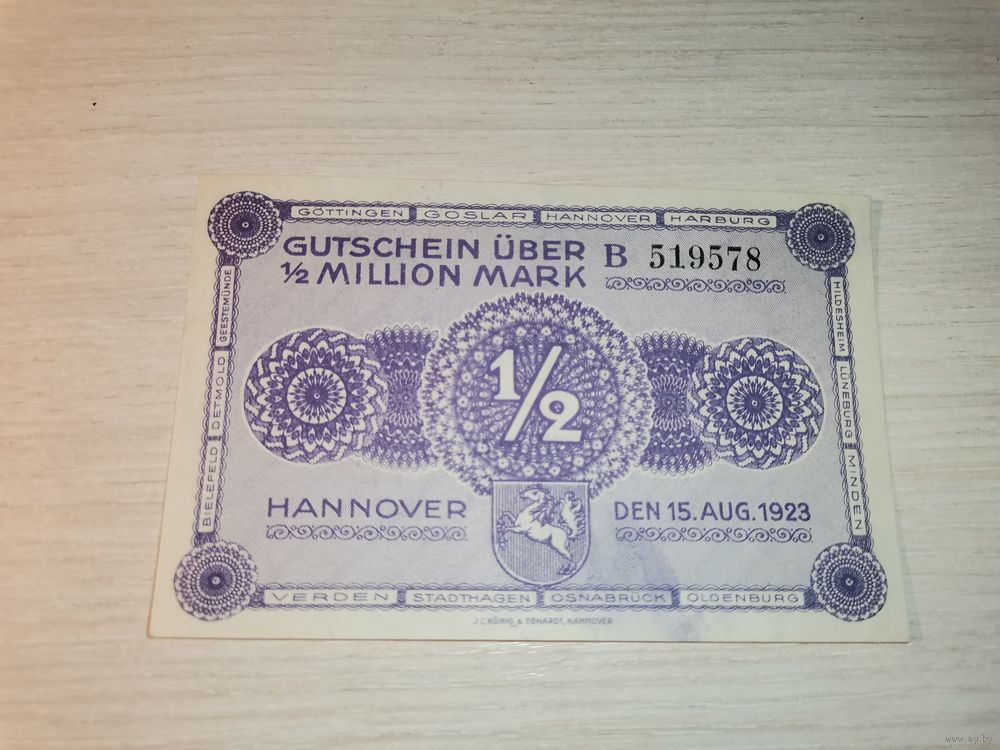 GÖTTINGEN GOSLAR HANNOVER HARBURG
GUTSCHEIN ÜBER
½ MILLION MARK
B 519578
GEESTEMÜNDE
DETMOLD
BIELEFELD
HILDESHEIM
LÜNEBURG
MINDEN
1/2
HANNOVER
DEN 15. AUG. 1923
VERDEN STADTHAGEN OSNABRÜCK OLDENBURG
J.C. KÖNIG & EBHARDT, HANNOVER
www.ay.by